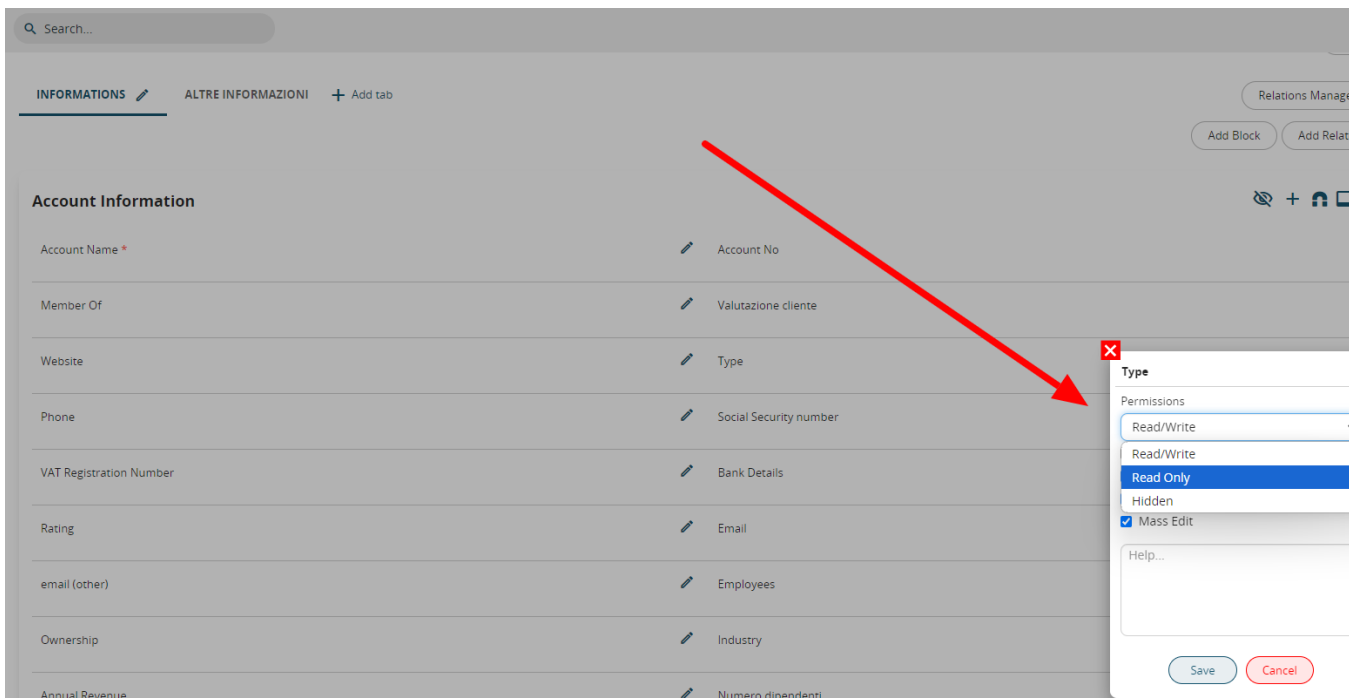 Search...
INFORMATIONS ALTRE INFORMAZIONI Add tab
Relations Manage
Add Block Add Relat
Account Information
Account Name * Account No
Member Of Valutazione cliente
Website Type
Phone Social Security number
VAT Registration Number Bank Details
Rating Email
email (other) Employees
Ownership Industry
Annual Revenue Numero dipendenti
Type
Permissions
Read/Write
Read/Write
Read Only
Hidden
Mass Edit
Help...
Save Cancel